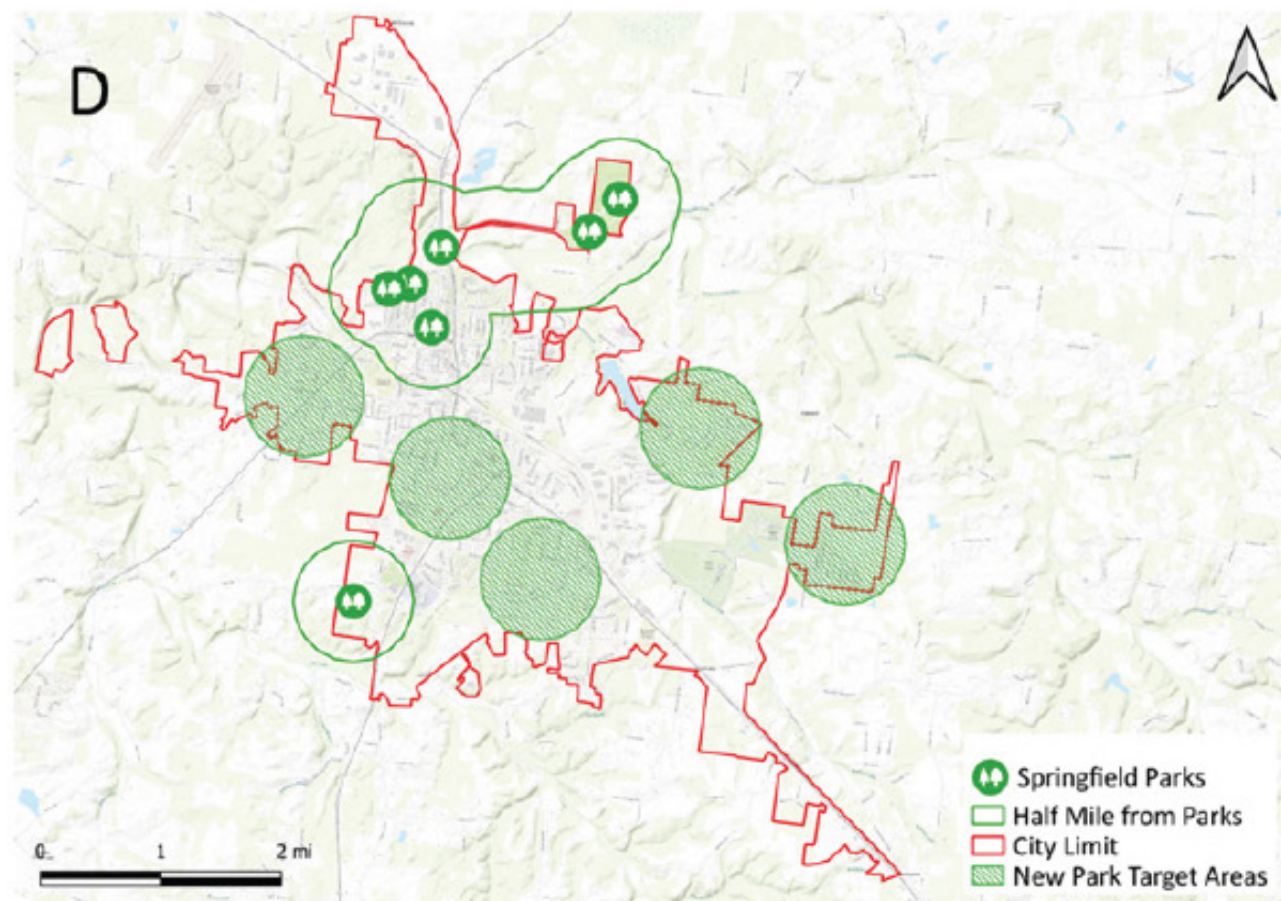 D
Springfield Parks
Half Mile from Parks
City Limit
New Park Target Areas
0 1 2 mi